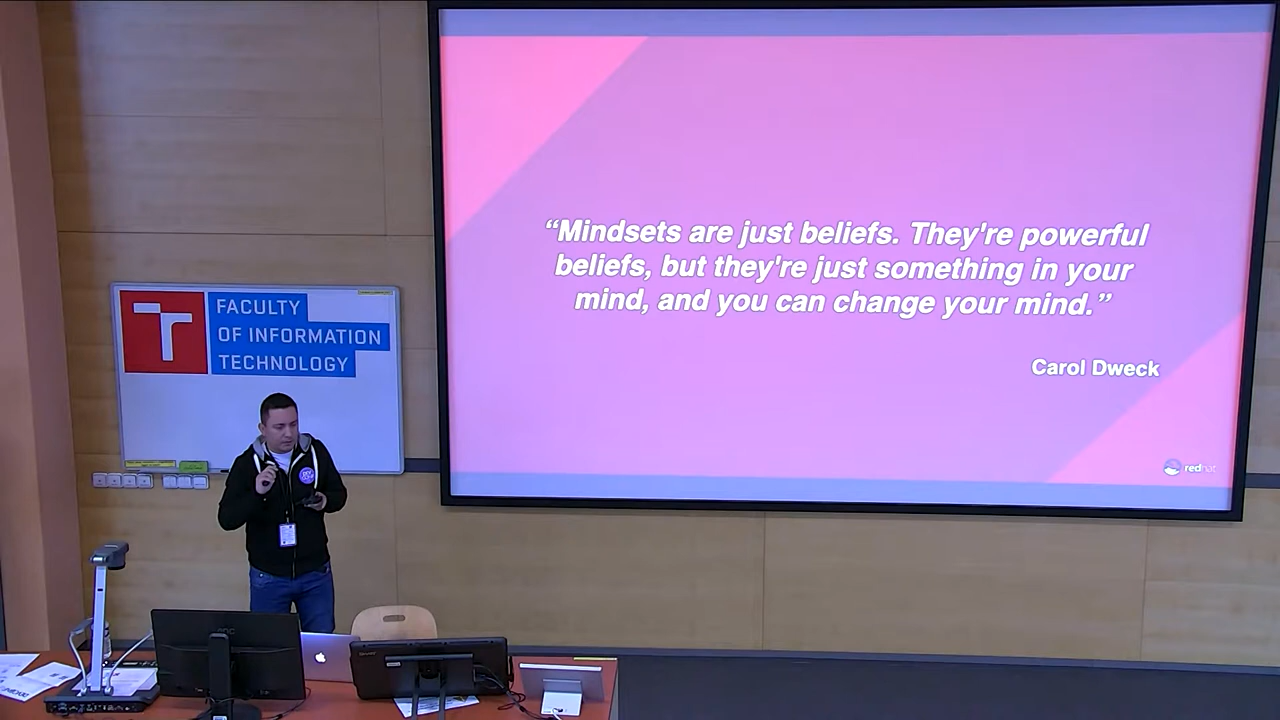 “Mindsets are just beliefs. They're powerful
beliefs, but they're just something in your
mind, and you can change your mind.”
Carol Dweck
redhat
FACULTY
OF INFORMATION
TECHNOLOGY